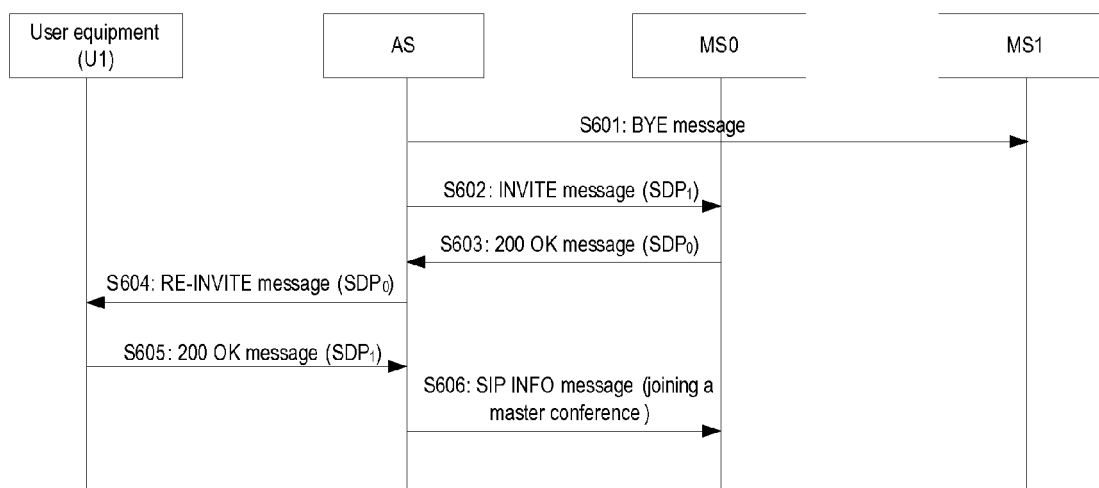 User equipment
(U1)
AS
MS0
MS1
S601: BYE message
S602: INVITE message (SDP₁)
S603: 200 OK message (SDP₀)
S604: RE-INVITE message (SDP₀)
S605: 200 OK message (SDP₁)
S606: SIP INFO message (joining a
master conference )